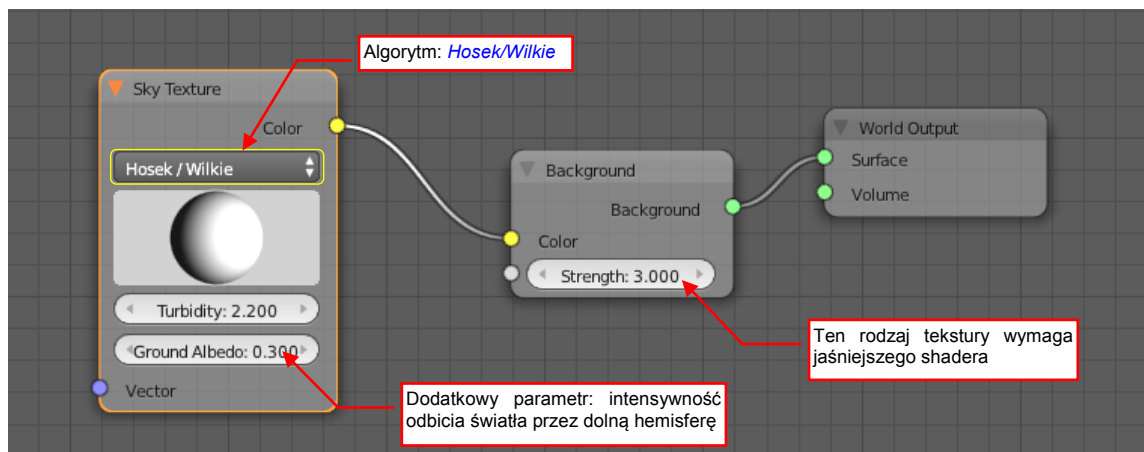 Algorytm: Hosek/Wilkie
Sky Texture
Color
Hosek / Wilkie
Turbidity: 2.200
Ground Albedo: 0.300
Vector
Background
Background
Color
Strength: 3.000
World Output
Surface
Volume
Ten rodzaj tekstury wymaga
jaśniejszego shadera
Dodatkowy parametr: intensywność
odbicia światła przez dolną hemisferę